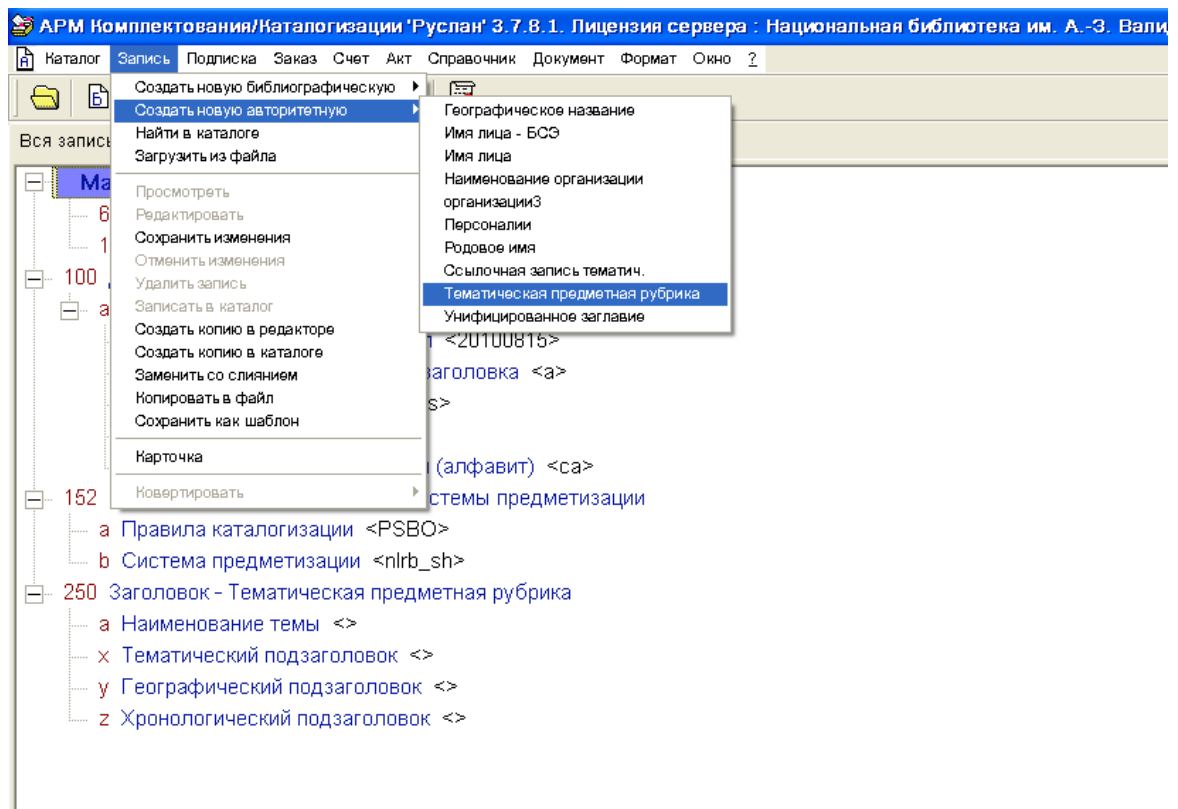 АРМ Комплектования/Каталогизации 'Руслан' 3.7.8.1. Лицензия сервера : Национальная библиотека им. А.-З. Вали
Каталог Запись Подписка Заказ Счет Акт Справочник Документ Формат Окно ?
Создать новую библиографическую
Создать новую авторитетную
Найти в каталоге
Загрузить из файла
Просмотреть
Редактировать
Сохранить изменения
Отменить изменения
Удалить запись
Записать в каталог
Создать копию в редакторе
Создать копию в каталоге
Заменить со слиянием
Копировать в файл
Сохранить как шаблон
Карточка
Ковертировать
Географическое название
Имя лица - БСЭ
Имя лица
Наименование организации
организации3
Персоналии
Родовое имя
Ссылочная запись тематич.
Тематическая предметная рубрика
Унифицированное заглавие
Вся запись
Ма
6
1
100
а
<20100815>
заголовка <a>
s>
(алфавит) <ca>
152 стемы предметизации
a Правила каталогизации <PSBO>
b Система предметизации <nlrb_sh>
250 Заголовок - Тематическая предметная рубрика
a Наименование темы <>
x Тематический подзаголовок <>
y Географический подзаголовок <>
z Хронологический подзаголовок <>